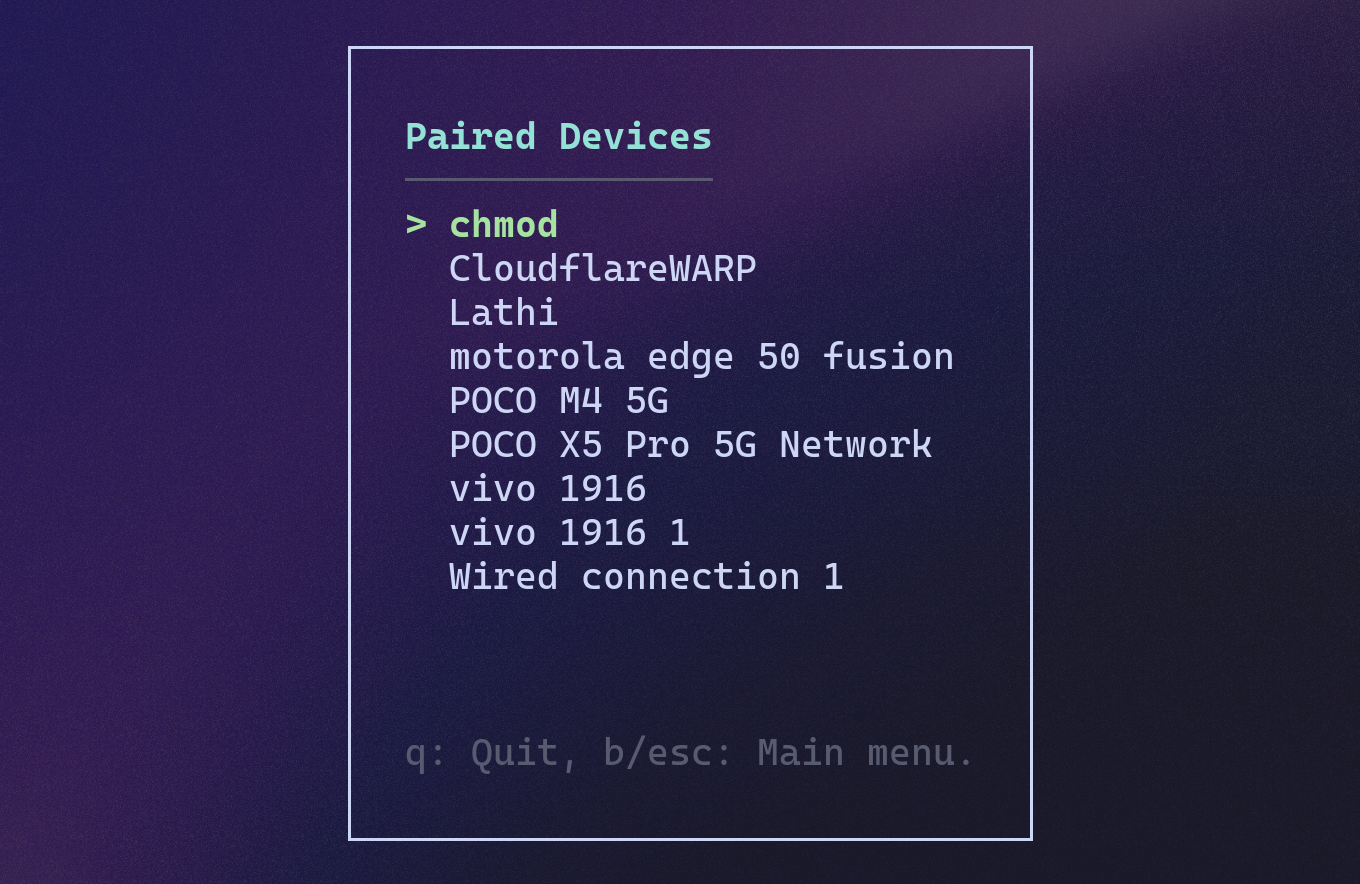 Paired Devices
> chmod
CloudflareWARP
Lathi
motorola edge 50 fusion
POCO M4 5G
POCO X5 Pro 5G Network
vivo 1916
vivo 1916 1
Wired connection 1
q: Quit, b/esc: Main menu.